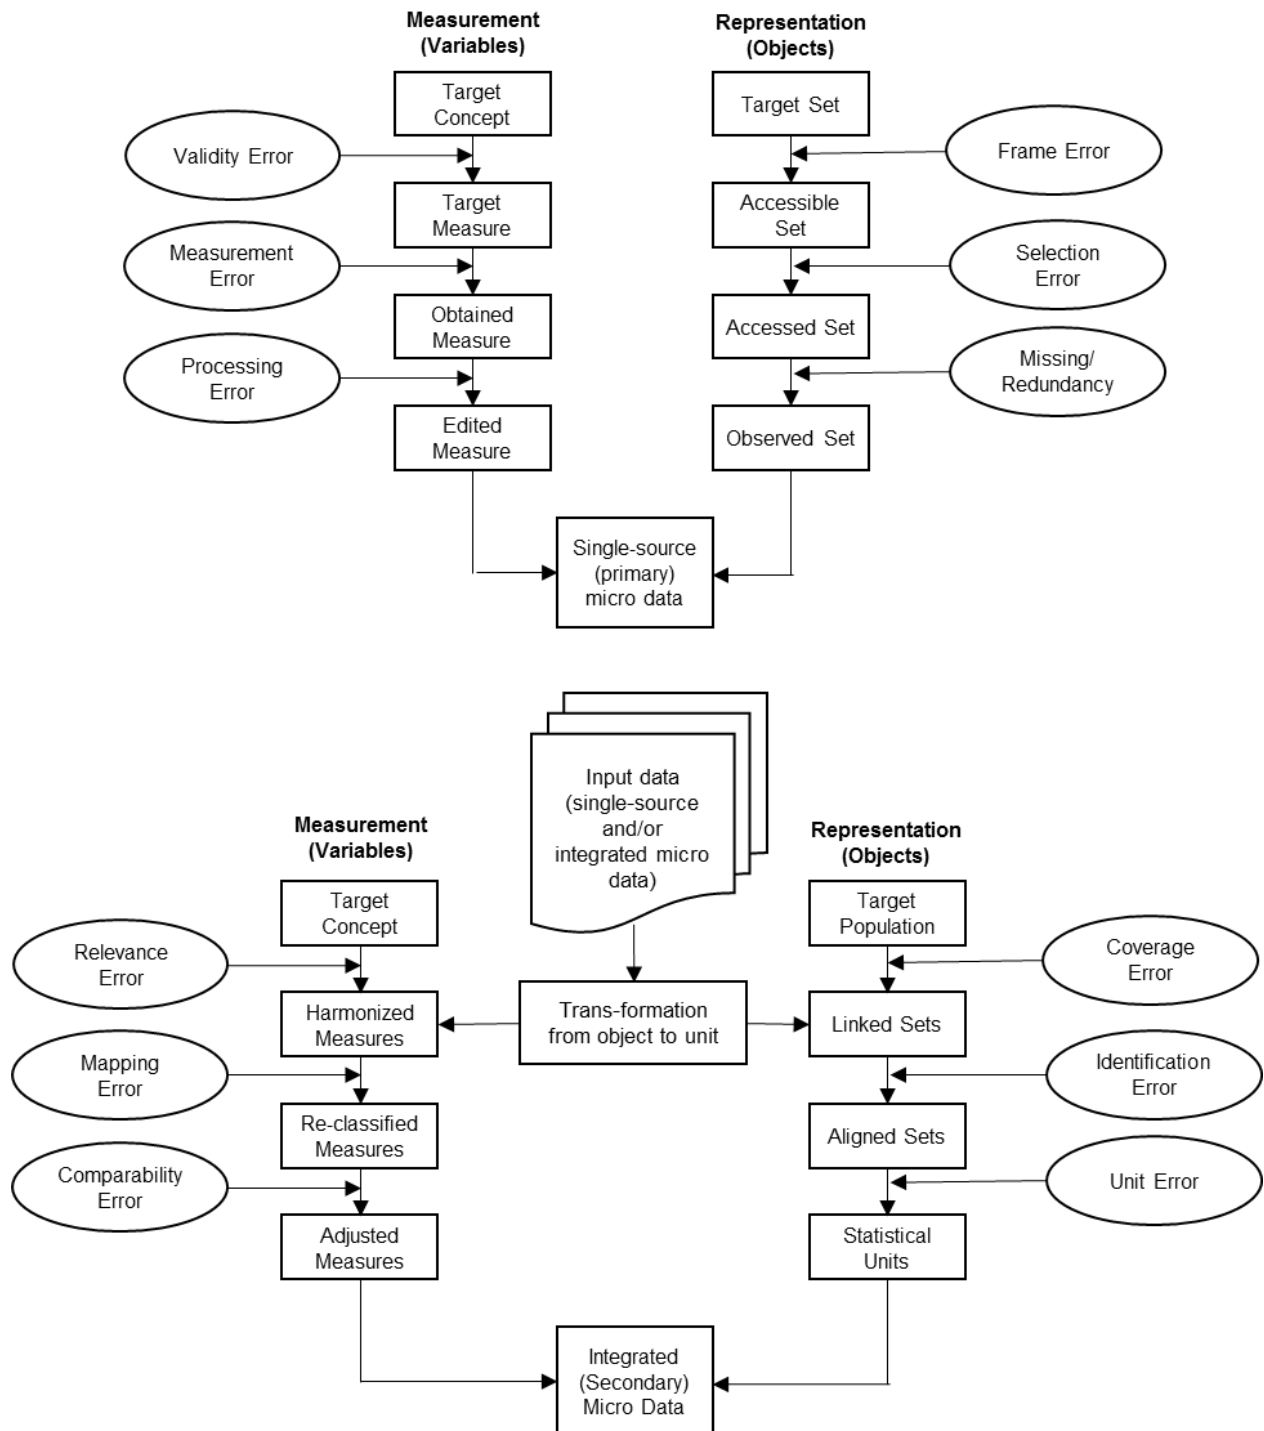 Measurement
(Variables)
Representation
(Objects)
Target
Concept
Target Set
Validity Error
Frame Error
Target
Measure
Accessible
Set
Measurement
Error
Selection
Error
Obtained
Measure
Accessed Set
Processing
Error
Missing/
Redundancy
Edited
Measure
Observed Set
Single-source
(primary)
micro data
Input data
(single-source
and/or
integrated micro
data)
Measurement
(Variables)
Representation
(Objects)
Target
Concept
Target
Population
Relevance
Error
Coverage
Error
Harmonized
Measures
Trans-formation
from object to unit
Linked Sets
Mapping
Error
Identification
Error
Re-classified
Measures
Aligned Sets
Comparability
Error
Unit Error
Adjusted
Measures
Statistical
Units
Integrated
(Secondary)
Micro Data